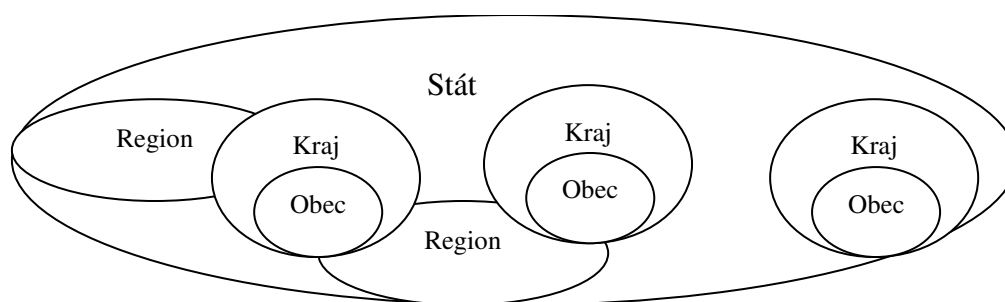 Stát
Region
Kraj
Kraj
Kraj
Obec
Obec
Obec
Region